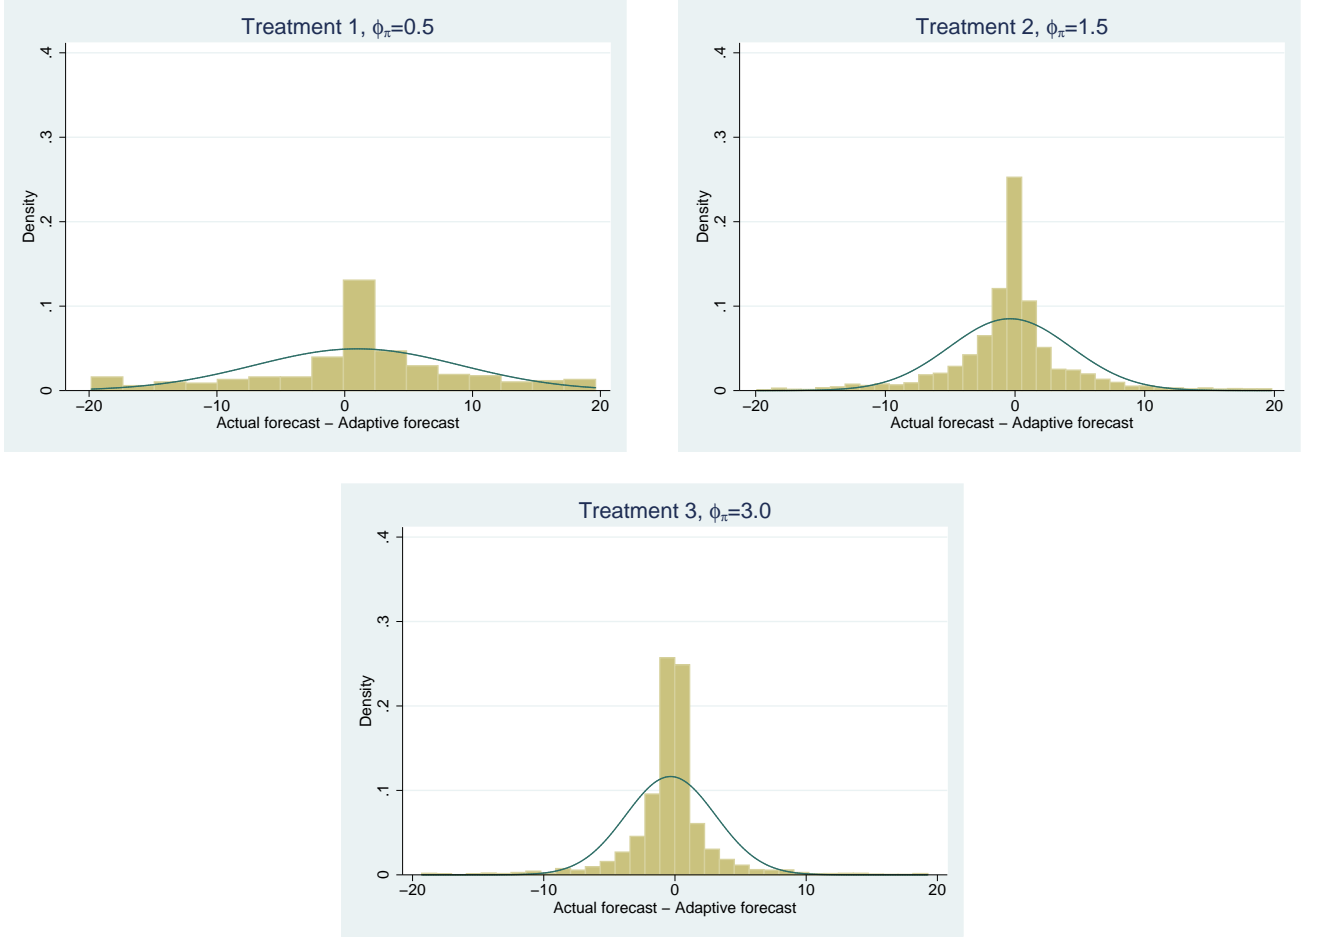 Treatment 1, ϕπ=0.5
.4
.3
.2
.1
0
Density
−20 −10 0 10 20
Actual forecast − Adaptive forecast
Treatment 2, ϕπ=1.5
.4
.3
.2
.1
0
Density
−20 −10 0 10 20
Actual forecast − Adaptive forecast
Treatment 3, ϕπ=3.0
.4
.3
.2
.1
0
Density
−20 −10 0 10 20
Actual forecast − Adaptive forecast